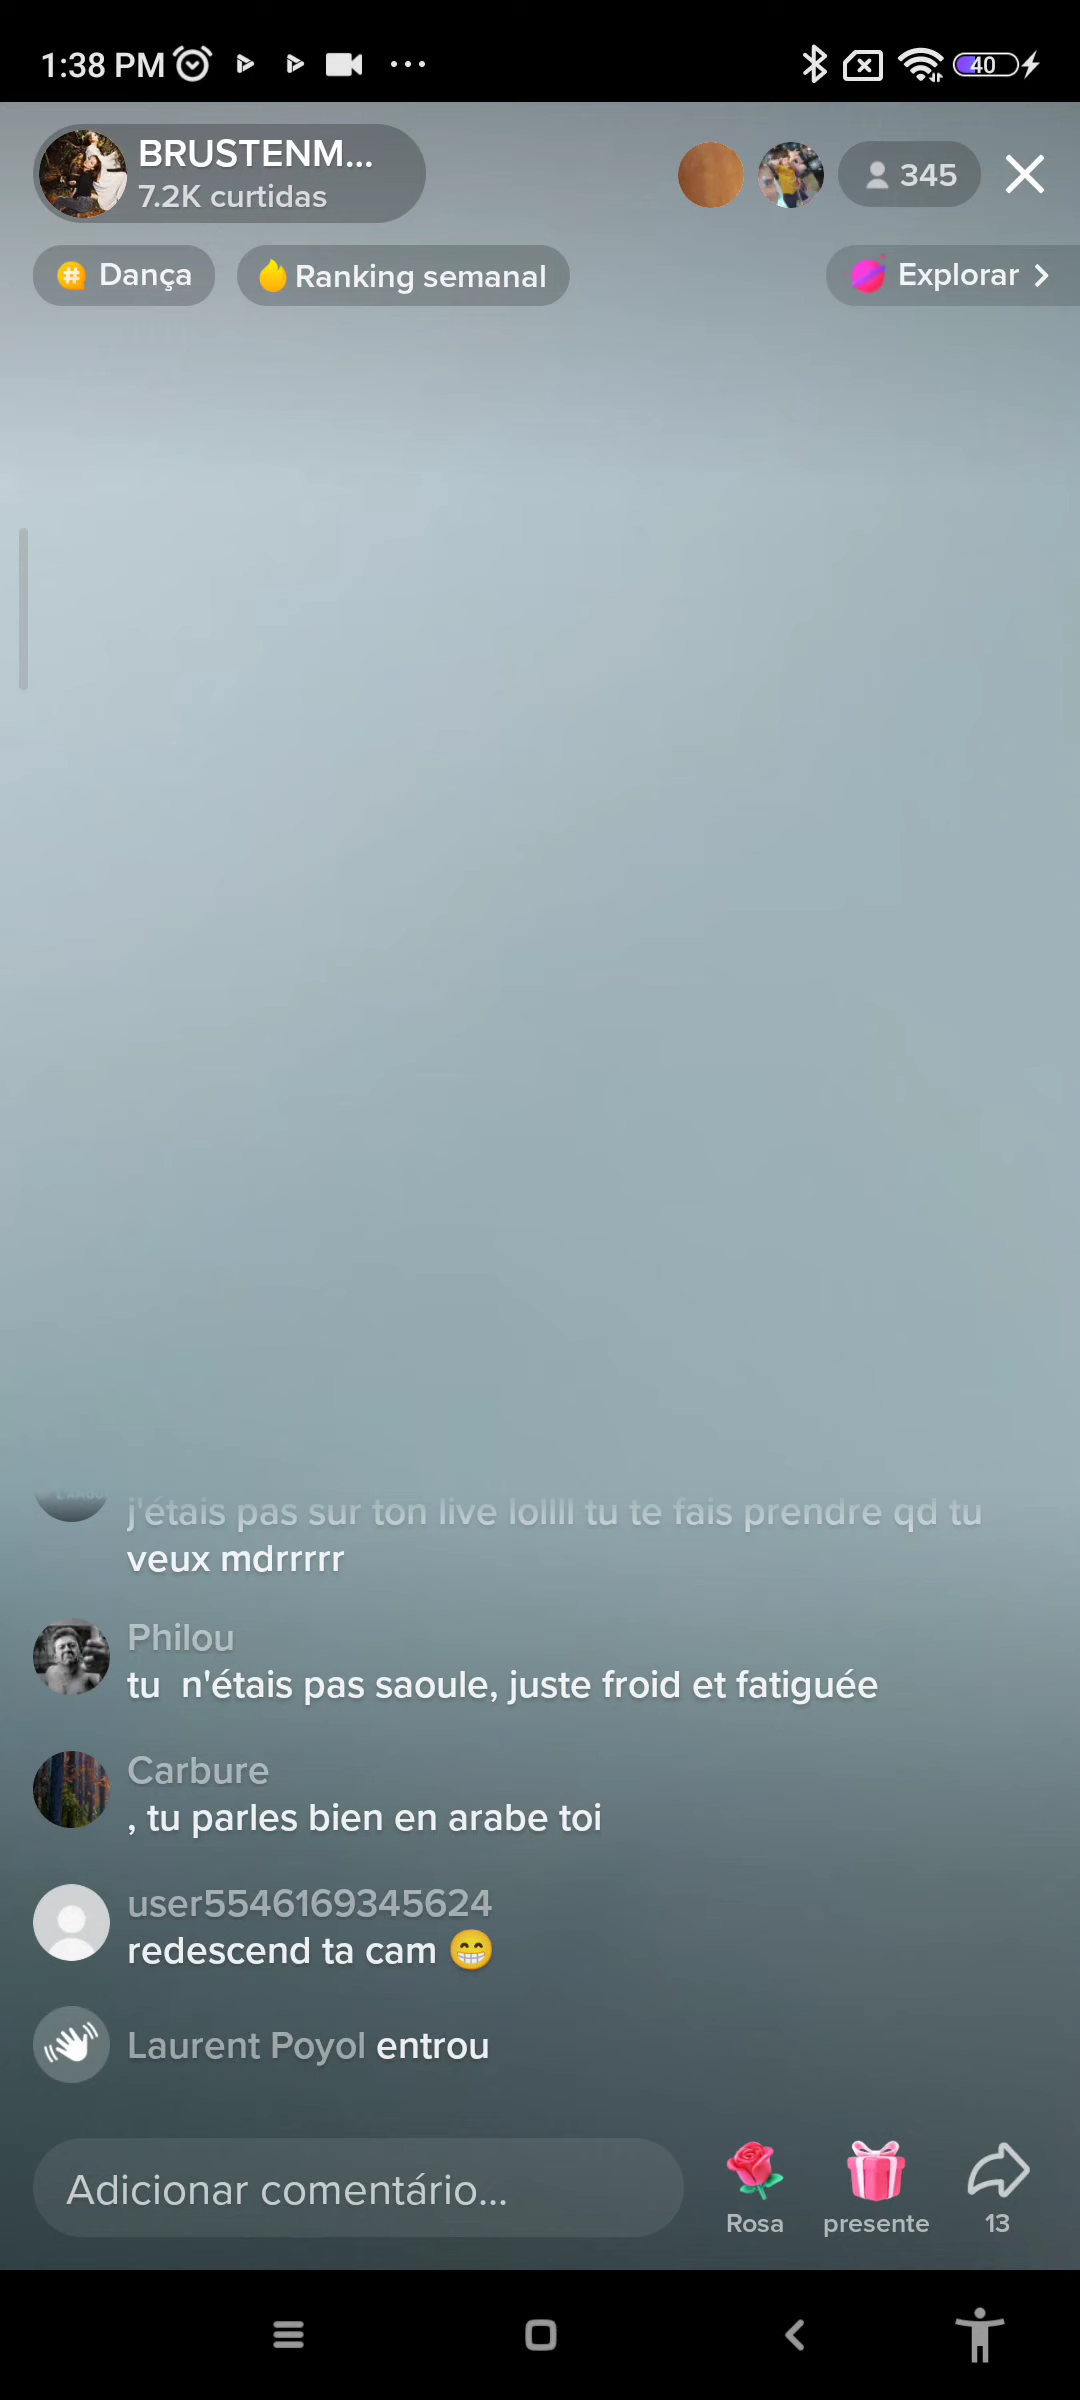 1:38 PM
40
BRUSTENM...
7.2K curtidas
345
Dança
Ranking semanal
Explorar
j'étais pas sur ton live lollll tu te fais prendre qd tu
veux mdrrrrr
Philou
tu n'étais pas saoule, juste froid et fatiguée
Carbure
, tu parles bien en arabe toi
user5546169345624
redescend ta cam 😁
Laurent Poyol entrou
Adicionar comentário...
Rosa
presente
13